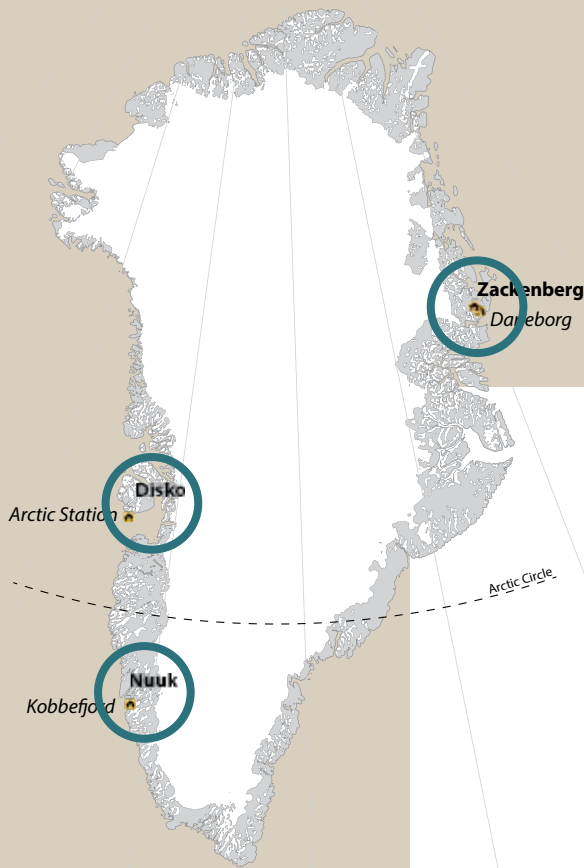 Zackenberg
Daneborg
Disko
Arctic Station
Arctic Circle
Nuuk
Kobbefjord